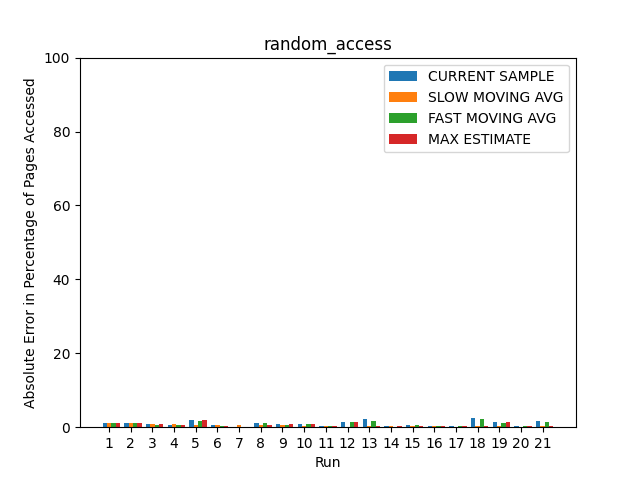 random_access
Absolute Error in Percentage of Pages Accessed
100
80
60
40
20
0
CURRENT SAMPLE
SLOW MOVING AVG
FAST MOVING AVG
MAX ESTIMATE
1 2 3 4 5 6 7 8 9 10 11 12 13 14 15 16 17 18 19 20 21
Run